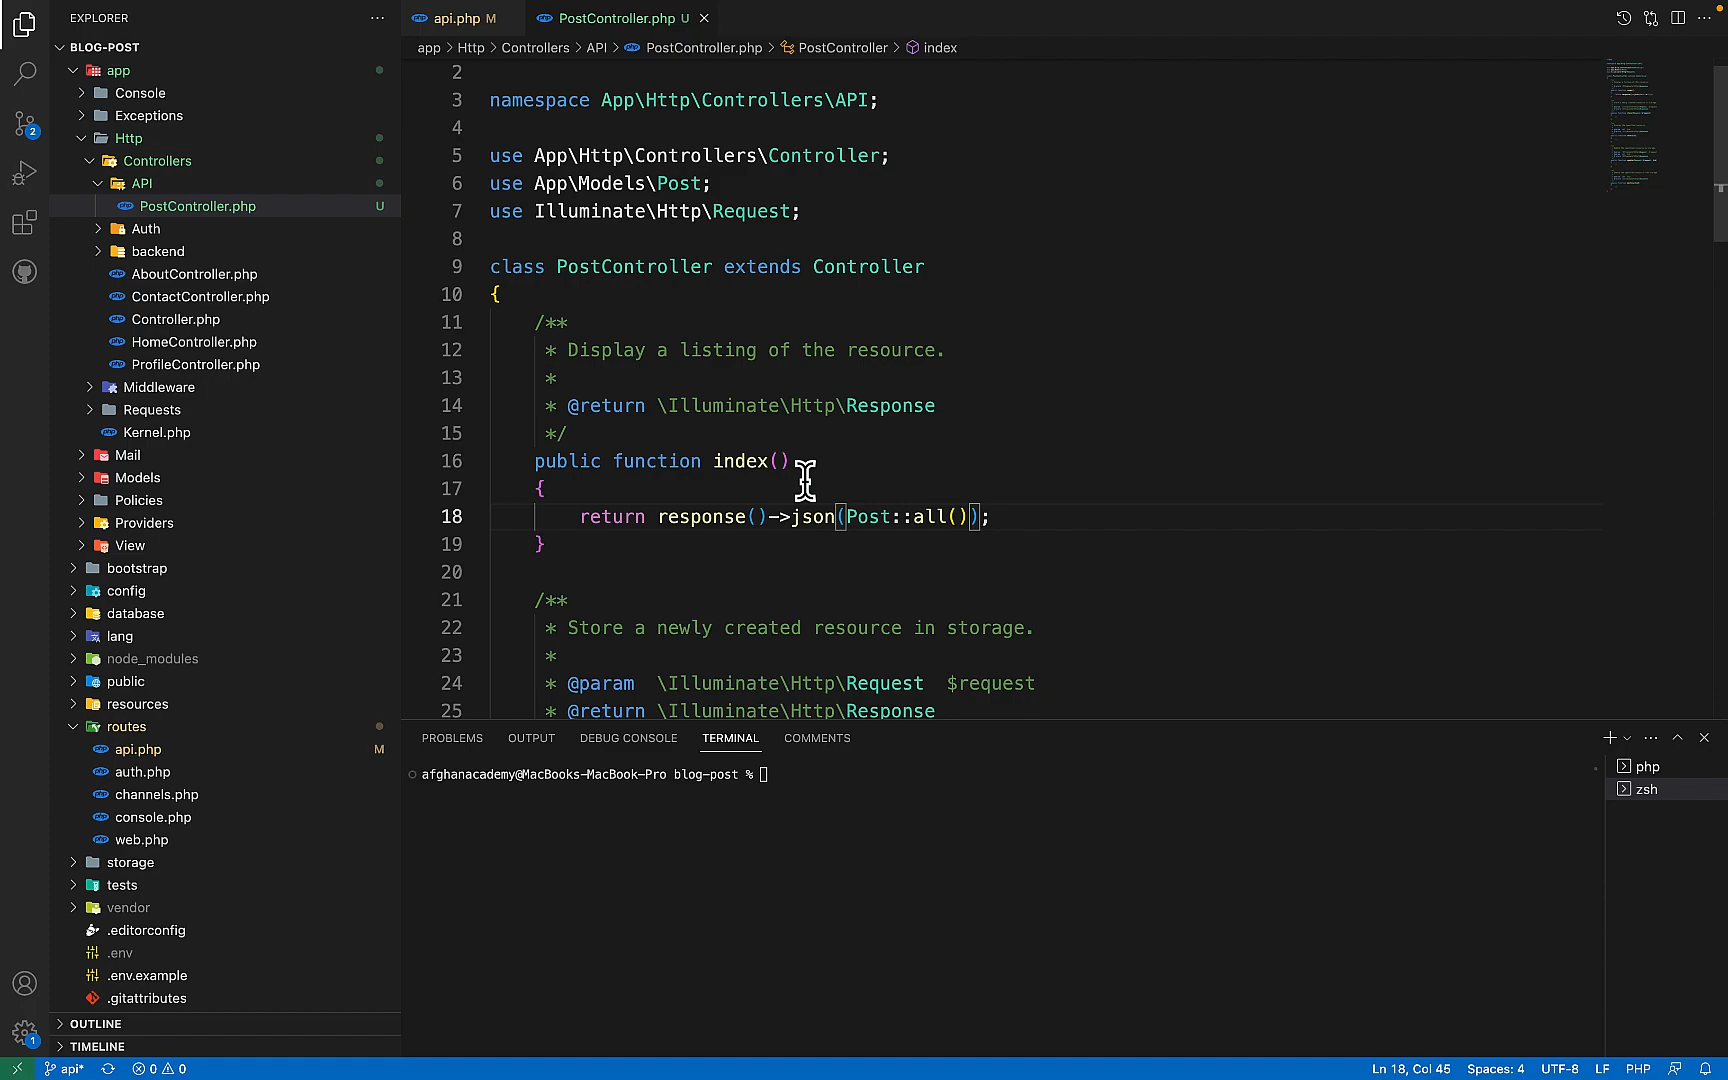 EXPLORER
BLOG-POST
app
Console
Exceptions
Http
Controllers
API
PostController.php U
Auth
backend
AboutController.php
ContactController.php
Controller.php
HomeController.php
ProfileController.php
Middleware
Requests
Kernel.php
Mail
Models
Policies
Providers
View
bootstrap
config
database
lang
node_modules
public
resources
routes
api.php M
auth.php
channels.php
console.php
web.php
storage
tests
vendor
.editorconfig
.env
.env.example
.gitattributes
OUTLINE
TIMELINE
2
1
api.php M
PostController.php U
app > Http > Controllers > API > PostController.php > PostController > index
2
3 namespace App\Http\Controllers\API;
4
5 use App\Http\Controllers\Controller;
6 use App\Models\Post;
7 use Illuminate\Http\Request;
8
9 class PostController extends Controller
10 {
11 /**
12 * Display a listing of the resource.
13 *
14 * @return \Illuminate\Http\Response
15 */
16 public function index()
17 {
18 return response()->json(Post::all());
19 }
20
21 /**
22 * Store a newly created resource in storage.
23 *
24 * @param \Illuminate\Http\Request $request
25 * @return \Illuminate\Http\Response
PROBLEMS OUTPUT DEBUG CONSOLE TERMINAL COMMENTS
afghanacademy@MacBooks-MacBook-Pro blog-post %
php
zsh
api* 0 0 Ln 18, Col 45 Spaces: 4 UTF-8 LF PHP